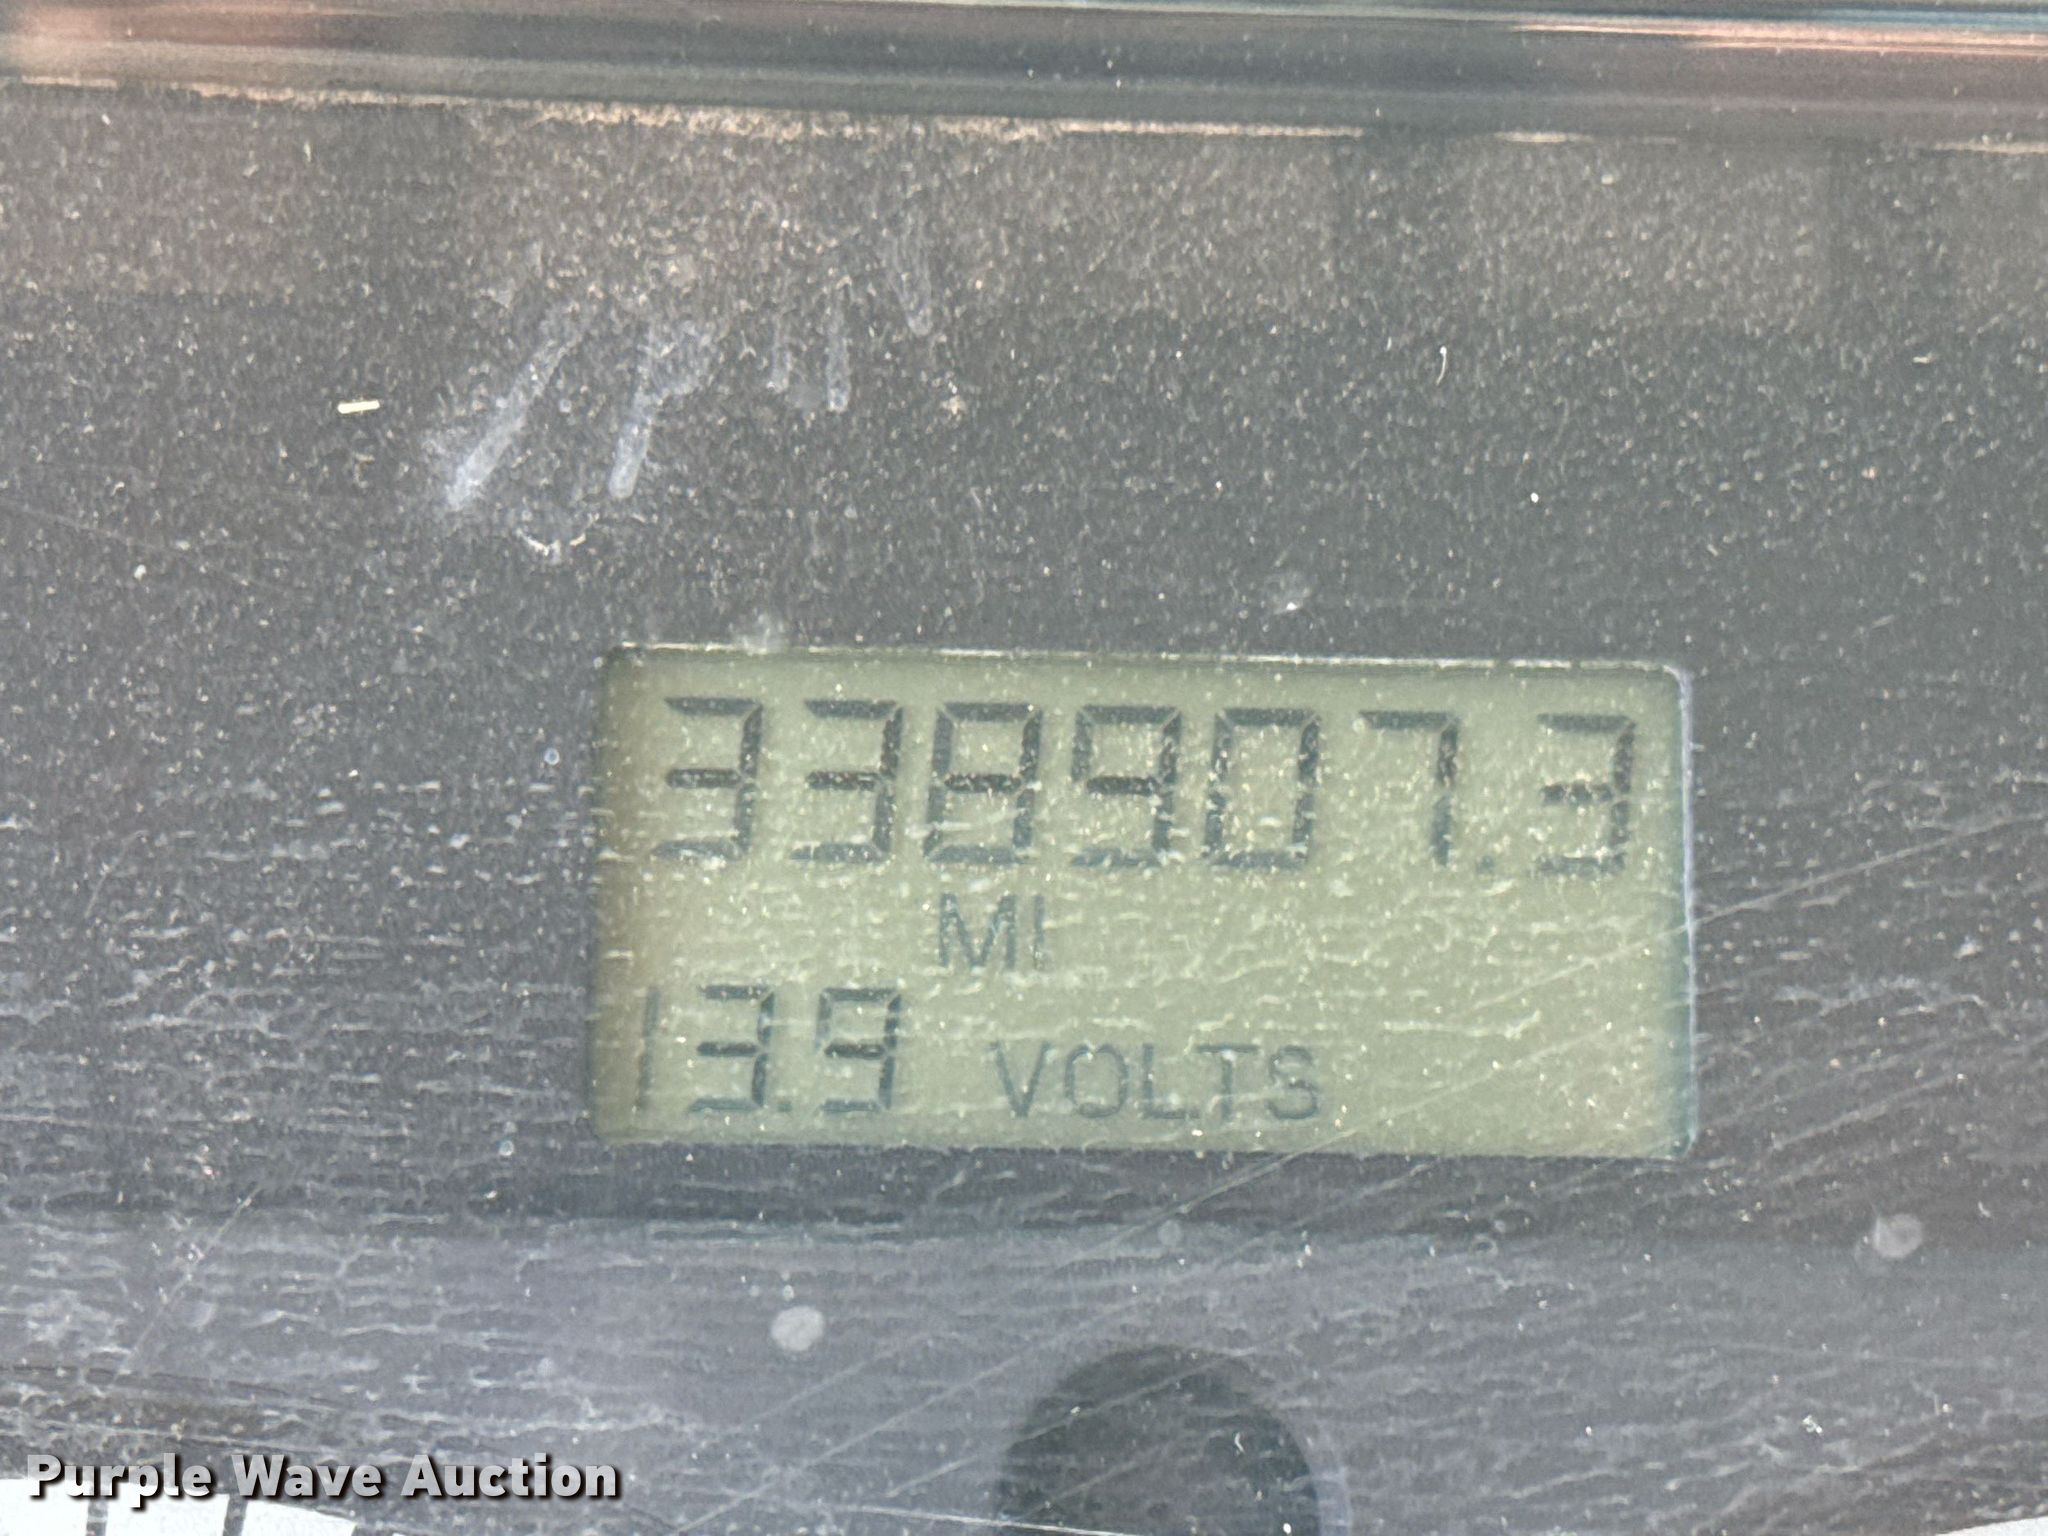 338907.3
MI
13.9 VOLTS
Purple Wave Auction